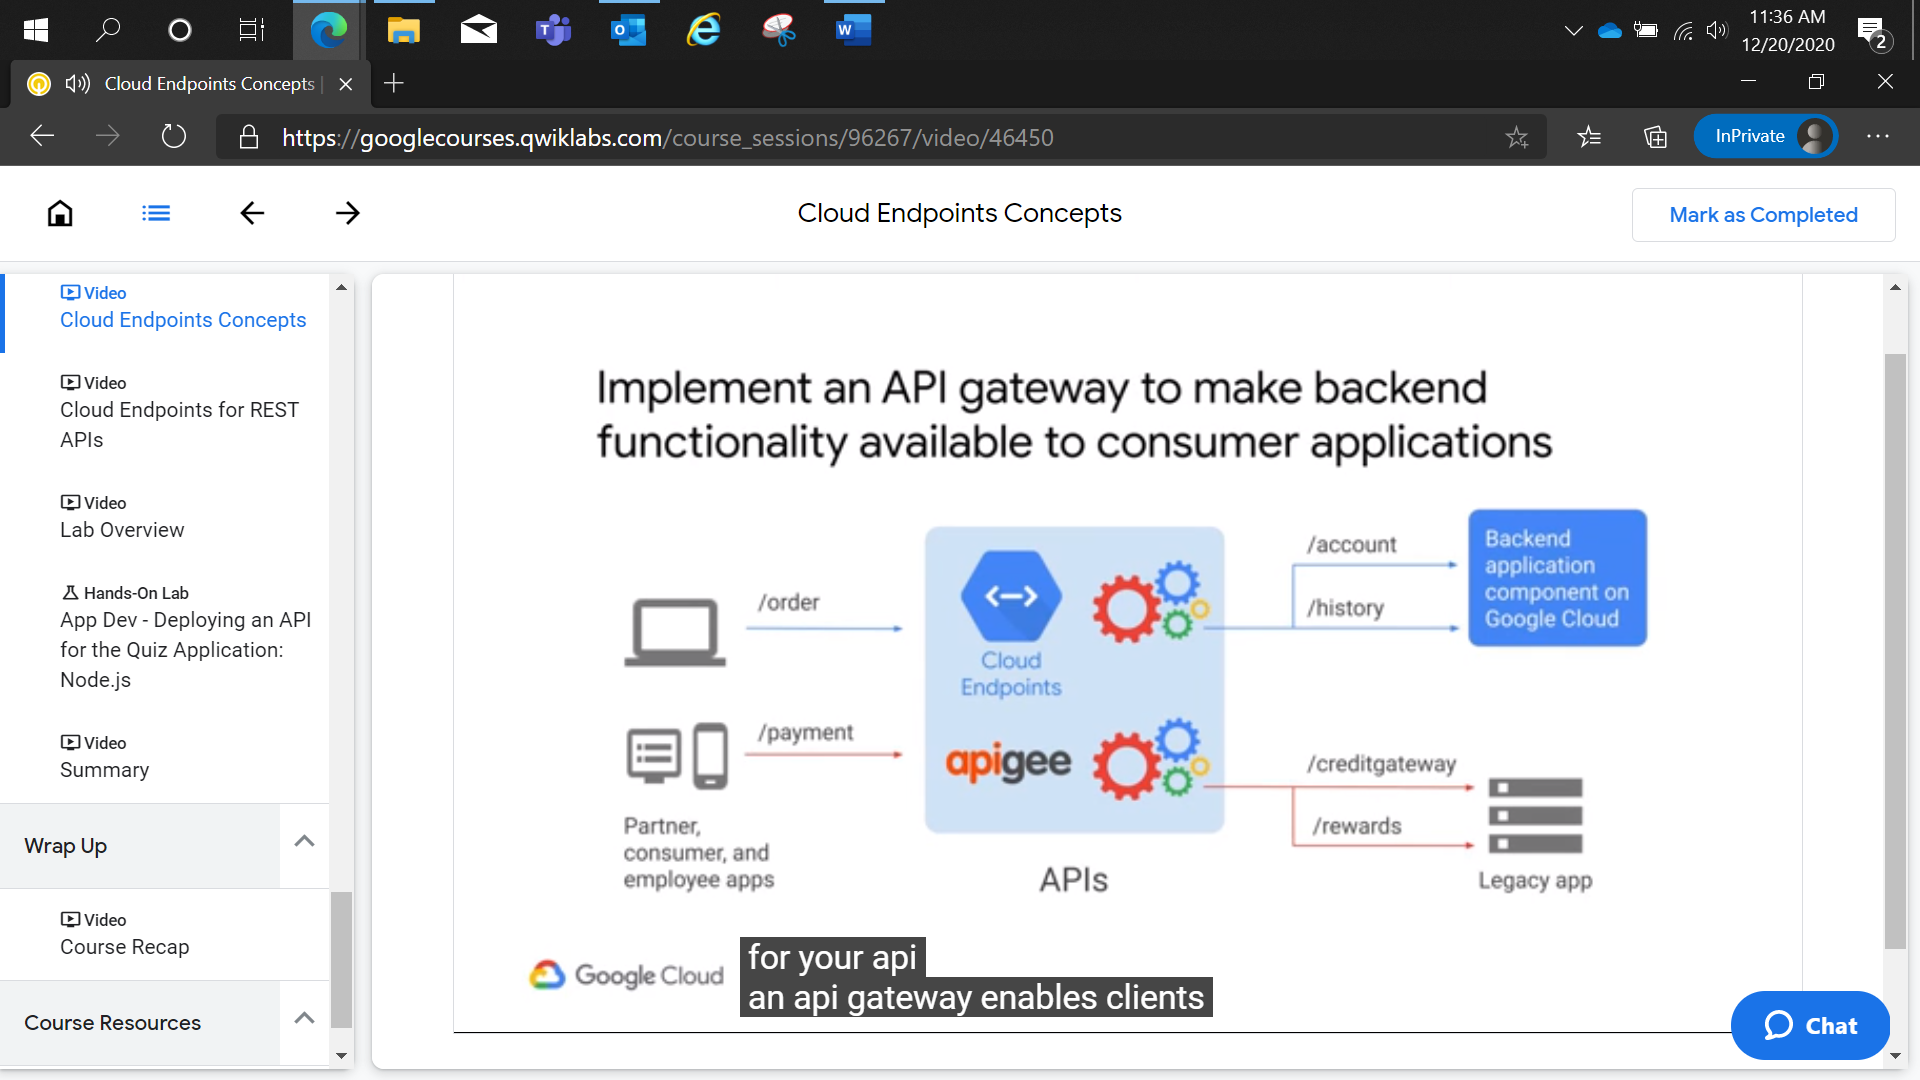 11:36 AM
12/20/2020
2
Cloud Endpoints Concepts |
https://googlecourses.qwiklabs.com/course_sessions/96267/video/46450
InPrivate
Cloud Endpoints Concepts
Mark as Completed
Video
Cloud Endpoints Concepts
Video
Cloud Endpoints for REST
APIs
Video
Lab Overview
Hands-On Lab
App Dev - Deploying an API
for the Quiz Application:
Node.js
Video
Summary
Wrap Up
Video
Course Recap
Course Resources
Implement an API gateway to make backend
functionality available to consumer applications
/order
/payment
Partner,
consumer, and
employee apps
Cloud
Endpoints
apigee
APIs
/account
/history
Backend
application
component on
Google Cloud
/creditgateway
/rewards
Legacy app
Google Cloud
for your api
an api gateway enables clients
Chat